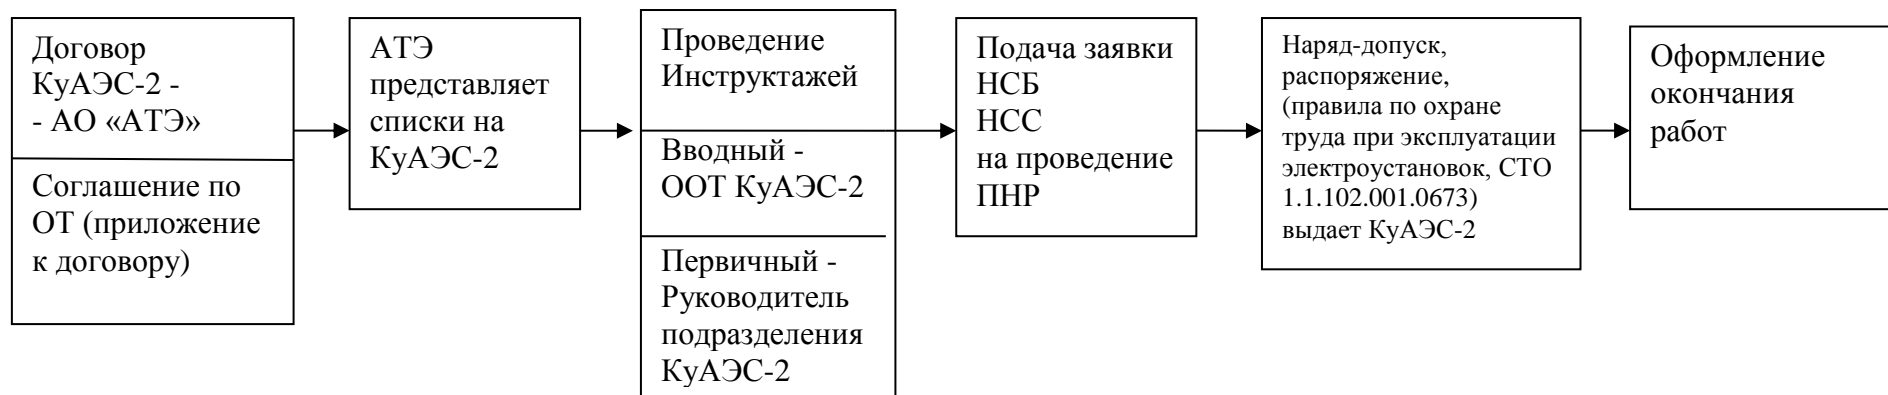 Договор
КуАЭС-2 -
- АО «АТЭ»
Соглашение по
ОТ (приложение
к договору)
АТЭ
представляет
списки на
КуАЭС-2
Проведение
Инструктажей
Вводный -
ООТ КуАЭС-2
Первичный -
Руководитель
подразделения
КуАЭС-2
Подача заявки
НСБ
НСС
на проведение
ПНР
Наряд-допуск,
распоряжение,
(правила по охране
труда при эксплуатации
электроустановок, СТО
1.1.102.001.0673)
выдает КуАЭС-2
Оформление
окончания
работ